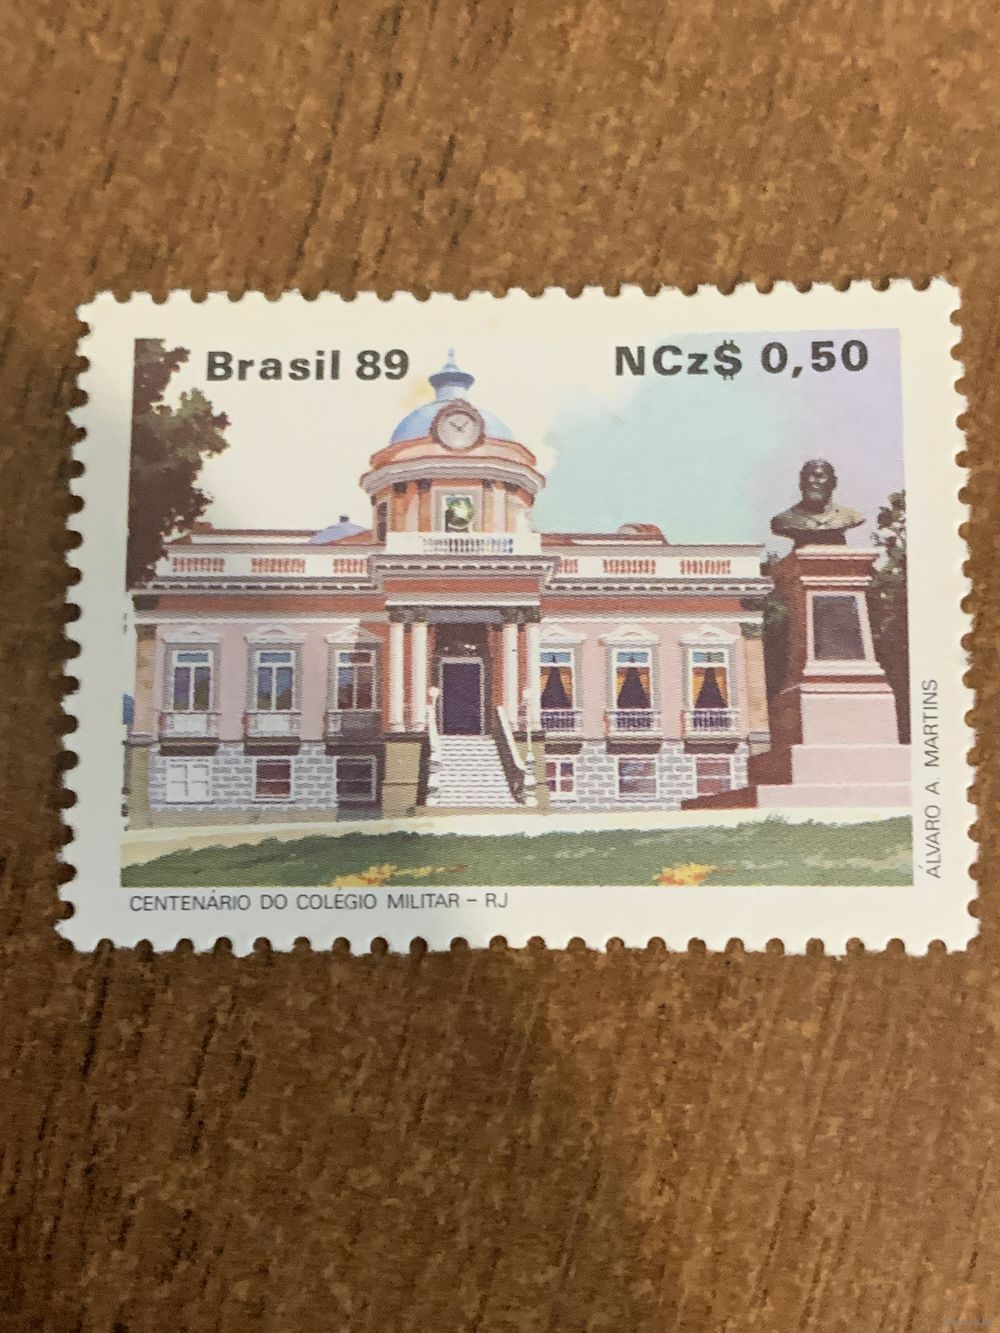 Brasil 89
NCz$ 0,50
ÁLVARO A. MARTINS
CENTENÁRIO DO COLÉGIO MILITAR – RJ